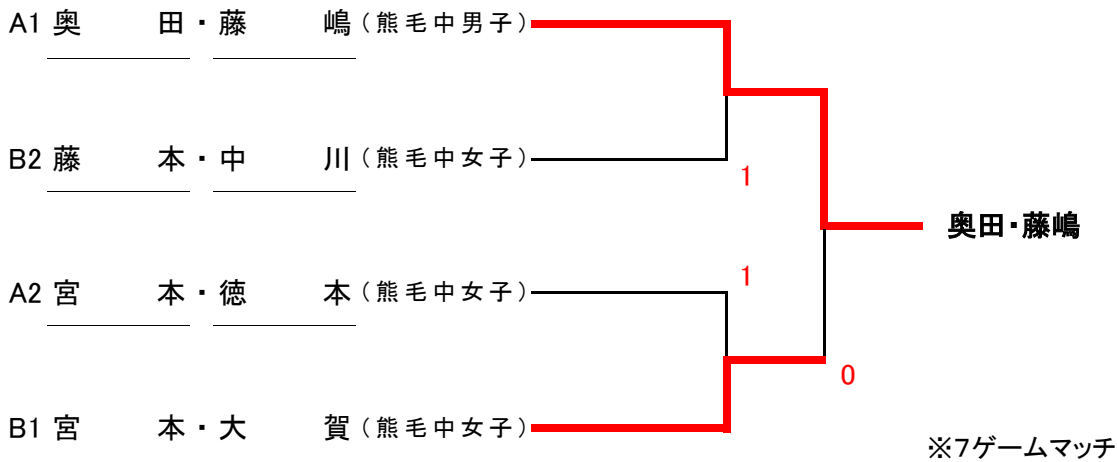 A1 奥田・藤嶋（熊毛中男子）
B2 藤本・中川（熊毛中女子）
1
奥田・藤嶋
1
A2 宮本・徳本（熊毛中女子）
0
B1 宮本・大賀（熊毛中女子）
※7ゲームマッチ